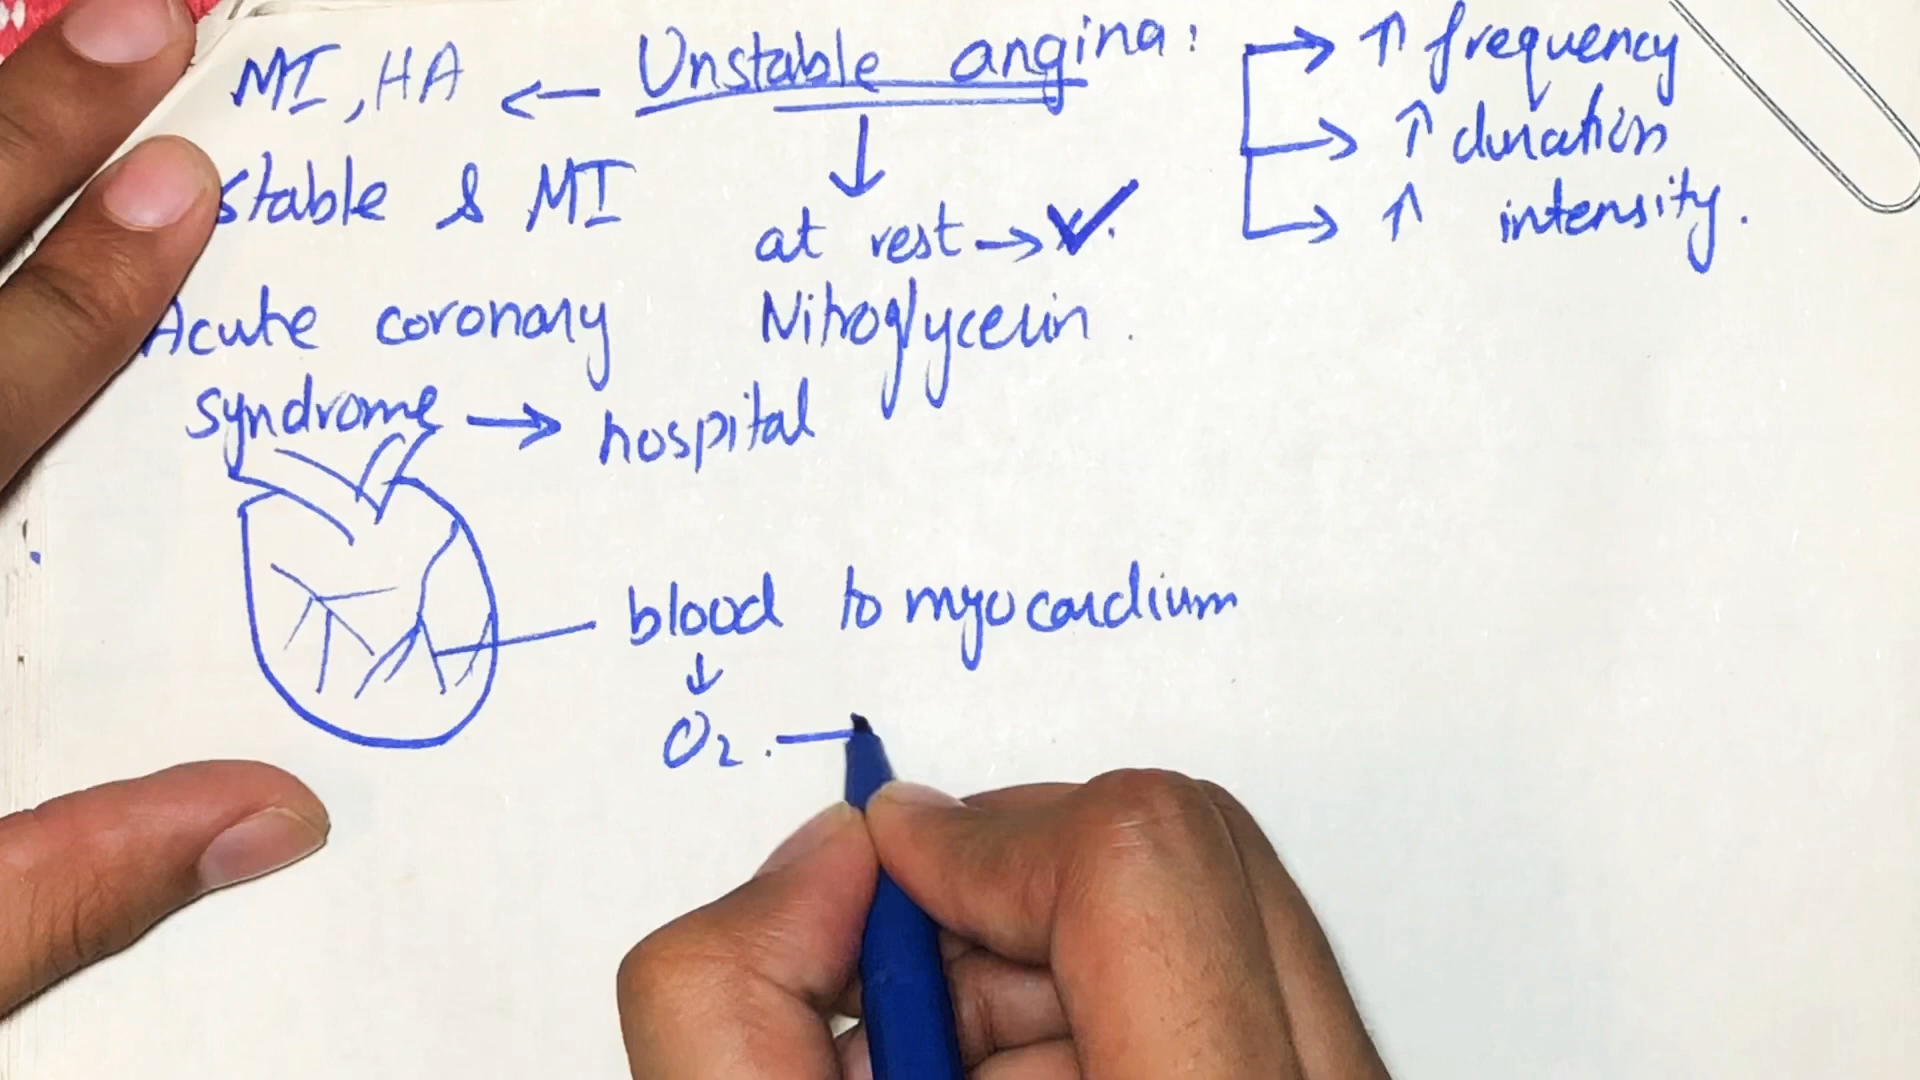 MI, HA ← Unstable angina: → ↑ frequency
→ ↑ duration
→ ↑ intensity.
stable & MI
↓
at rest → ✓.
Nitroglycerin.
Acute coronary
syndrome → hospital
blood to myocardium
↓
O2. —